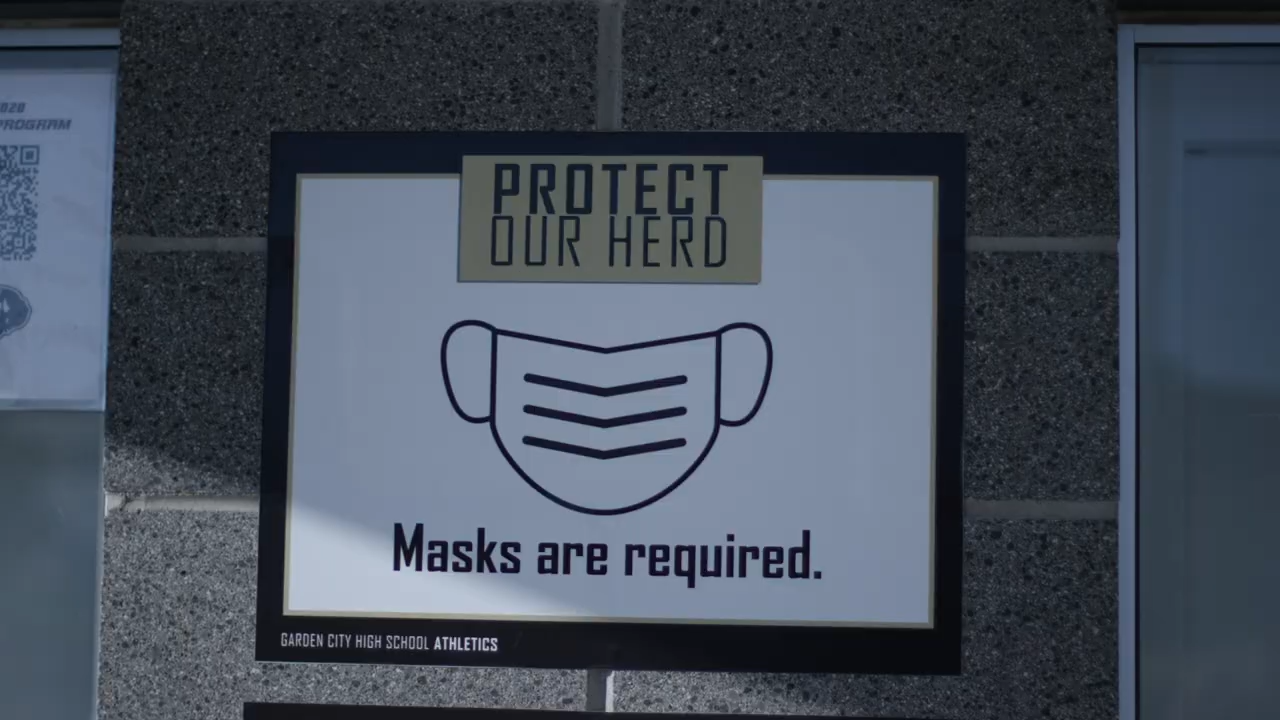 PROGRAM
PROTECT
OUR HERD
Masks are required.
GARDEN CITY HIGH SCHOOL ATHLETICS